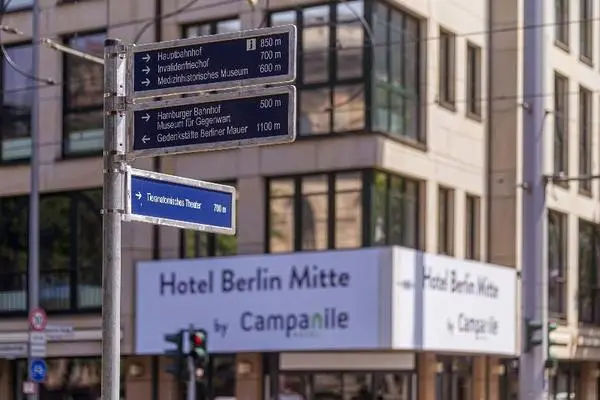 Hauptbahnhof i 850 m
Invalidenfriedhof 700 m
Medizinhistorisches Museum 600 m
Hamburger Bahnhof 500 m
Museum für Gegenwart
Gedenkstätte Berliner Mauer 1100 m
Tieranatomisches Theater 700 m
Hotel Berlin Mitte
by Campanile
Hotel Berlin Mitte
by Campanile
30